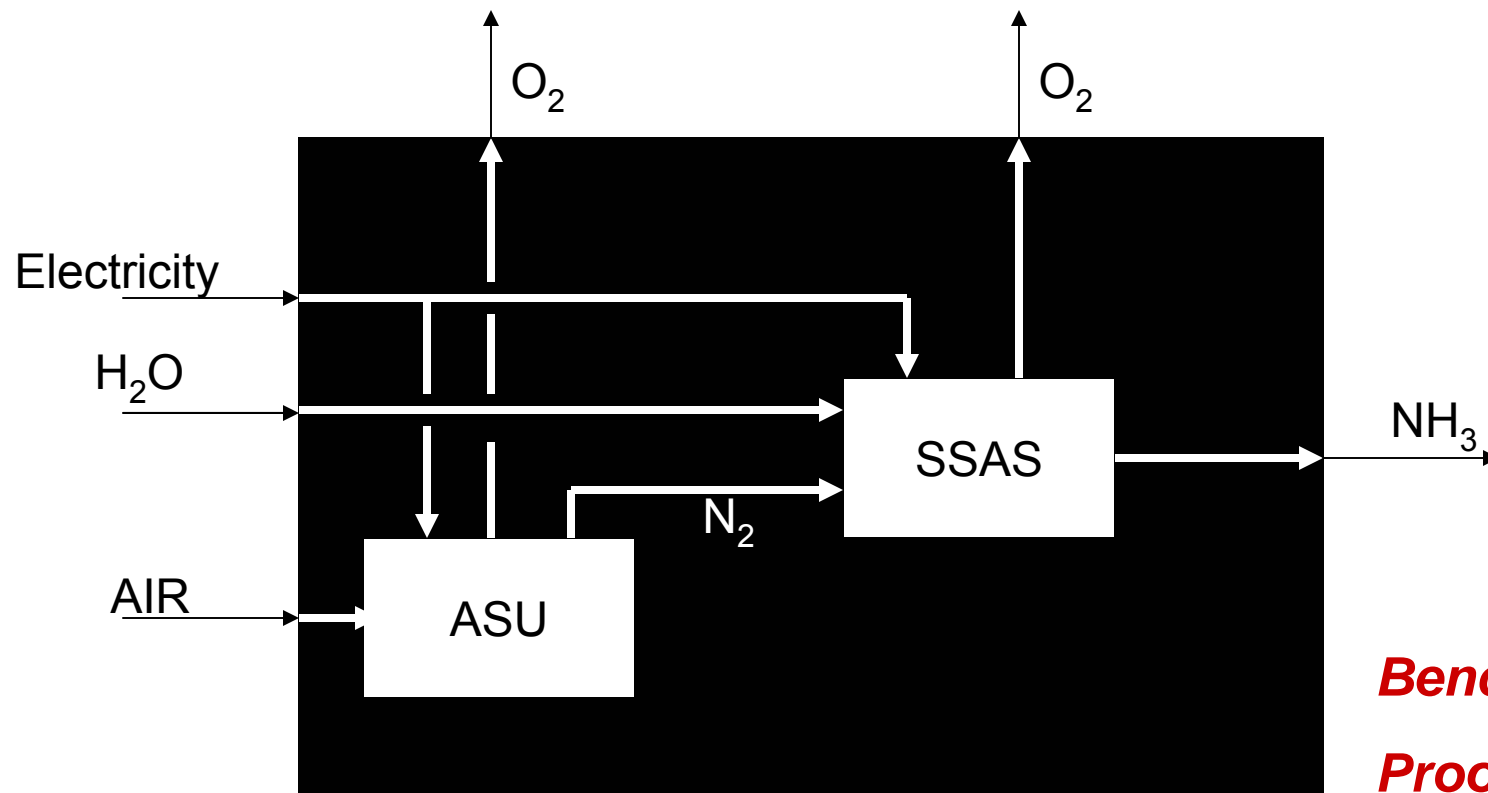 O₂
O₂
Electricity
H₂O
NH₃
SSAS
N₂
AIR
ASU